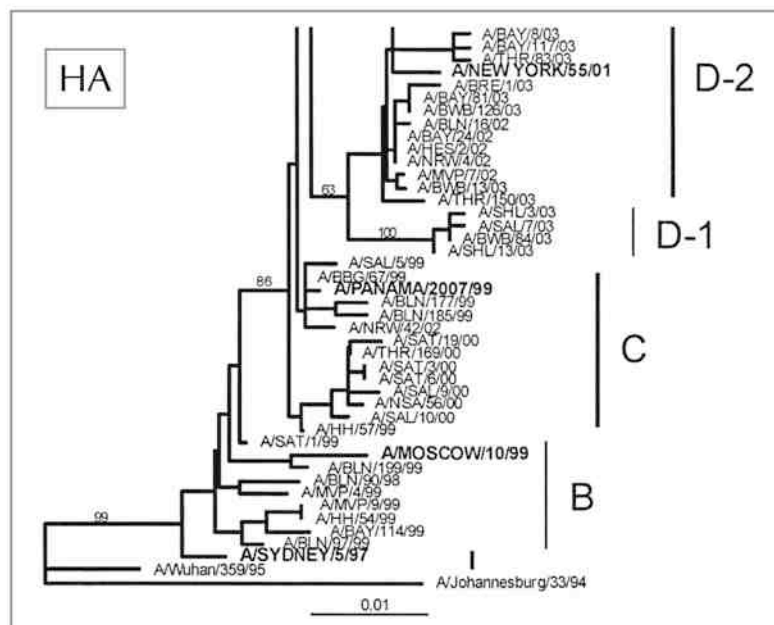 HA
A/BAY/8/03
A/BAY/117/03
A/THR/83/03
A/NEW YORK/55/01
D-2
A/BRE/1/03
A/BAY/81/03
A/BWB/126/03
A/BLN/16/02
A/BAY/24/02
A/HES/2/02
A/NRW/4/02
A/MVP/7/02
A/BWB/13/03
63
A/THR/150/03
A/SHL/3/03
A/SAL/7/03
100
A/BWB/84/03
D-1
A/SHL/13/03
A/SAL/5/99
A/BBG/67/99
86
A/PANAMA/2007/99
A/BLN/177/99
A/BLN/185/99
A/NRW/42/02
C
A/SAT/19/00
A/THR/169/00
A/SAT/3/00
A/SAT/6/00
A/SAL/9/00
A/NSA/56/00
A/SAL/10/00
A/HH/57/99
A/SAT/1/99
A/MOSCOW/10/99
A/BLN/199/99
A/BLN/90/98
A/MVP/4/99
B
A/MVP/9/99
A/HH/54/99
99
A/BAY/114/99
A/BLN/97/99
A/SYDNEY/5/97
A/Wuhan/359/95
A/Johannesburg/33/94
0.01